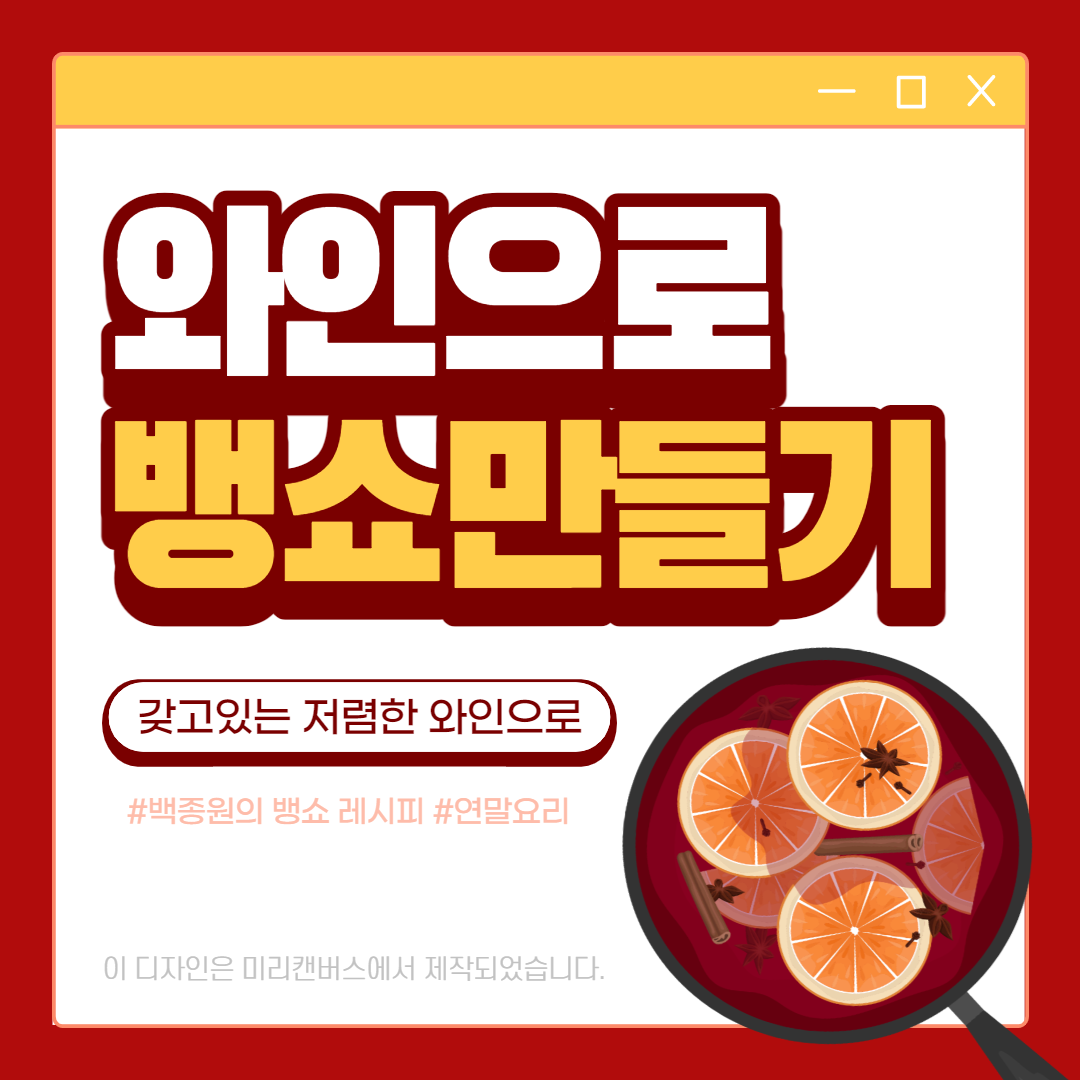 와인으로
뱅쇼만들기
갖고있는 저렴한 와인으로
#백종원의 뱅쇼 레시피 #연말요리
이 디자인은 미리캔버스에서 제작되었습니다.